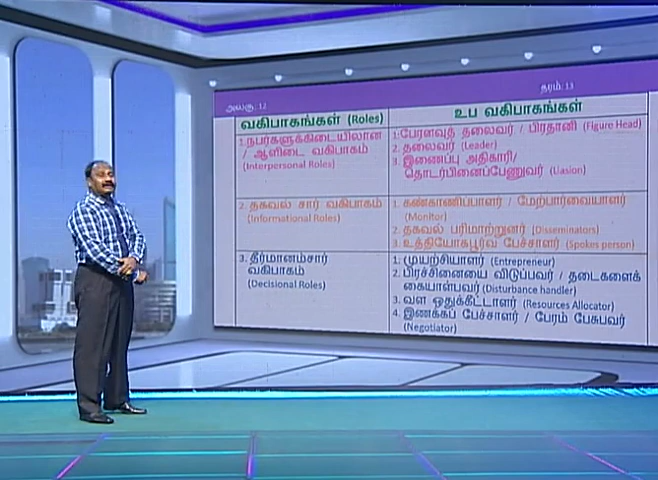 அலகு: 12
தரம்: 13
வகிபாகங்கள் (Roles)
உப வகிபாகங்கள்
1.நபர்களுக்கிடையிலான
/ ஆளிடை வகிபாகம்
(Interpersonal Roles)
1.பேரளவுத் தலைவர் / பிரதானி (Figure Head)
2. தலைவர் (Leader)
3. இணைப்பு அதிகாரி/
தொடர்பினைப்பேணுவர் (Liasion)
2. தகவல் சார் வகிபாகம்
(Informational Roles)
1. கண்காணிப்பாளர் / மேற்பார்வையாளர்
(Monitor)
2. தகவல் பரிமாற்றுனர் (Disseminators)
3. உத்தியோகபூர்வ பேச்சாளர் (Spokes person)
3. தீர்மானம்சார்
வகிபாகம்
(Decisional Roles)
1. முயற்சியாளர் (Entrepreneur)
2. பிரச்சினையை விடுப்பவர் / தடைகளைக்
கையாள்பவர் (Disturbance handler)
3. வள ஒதுக்கீட்டாளர் (Resources Allocator)
4. இணக்கப் பேச்சாளர் / பேரம் பேசுபவர்
(Negotiator)